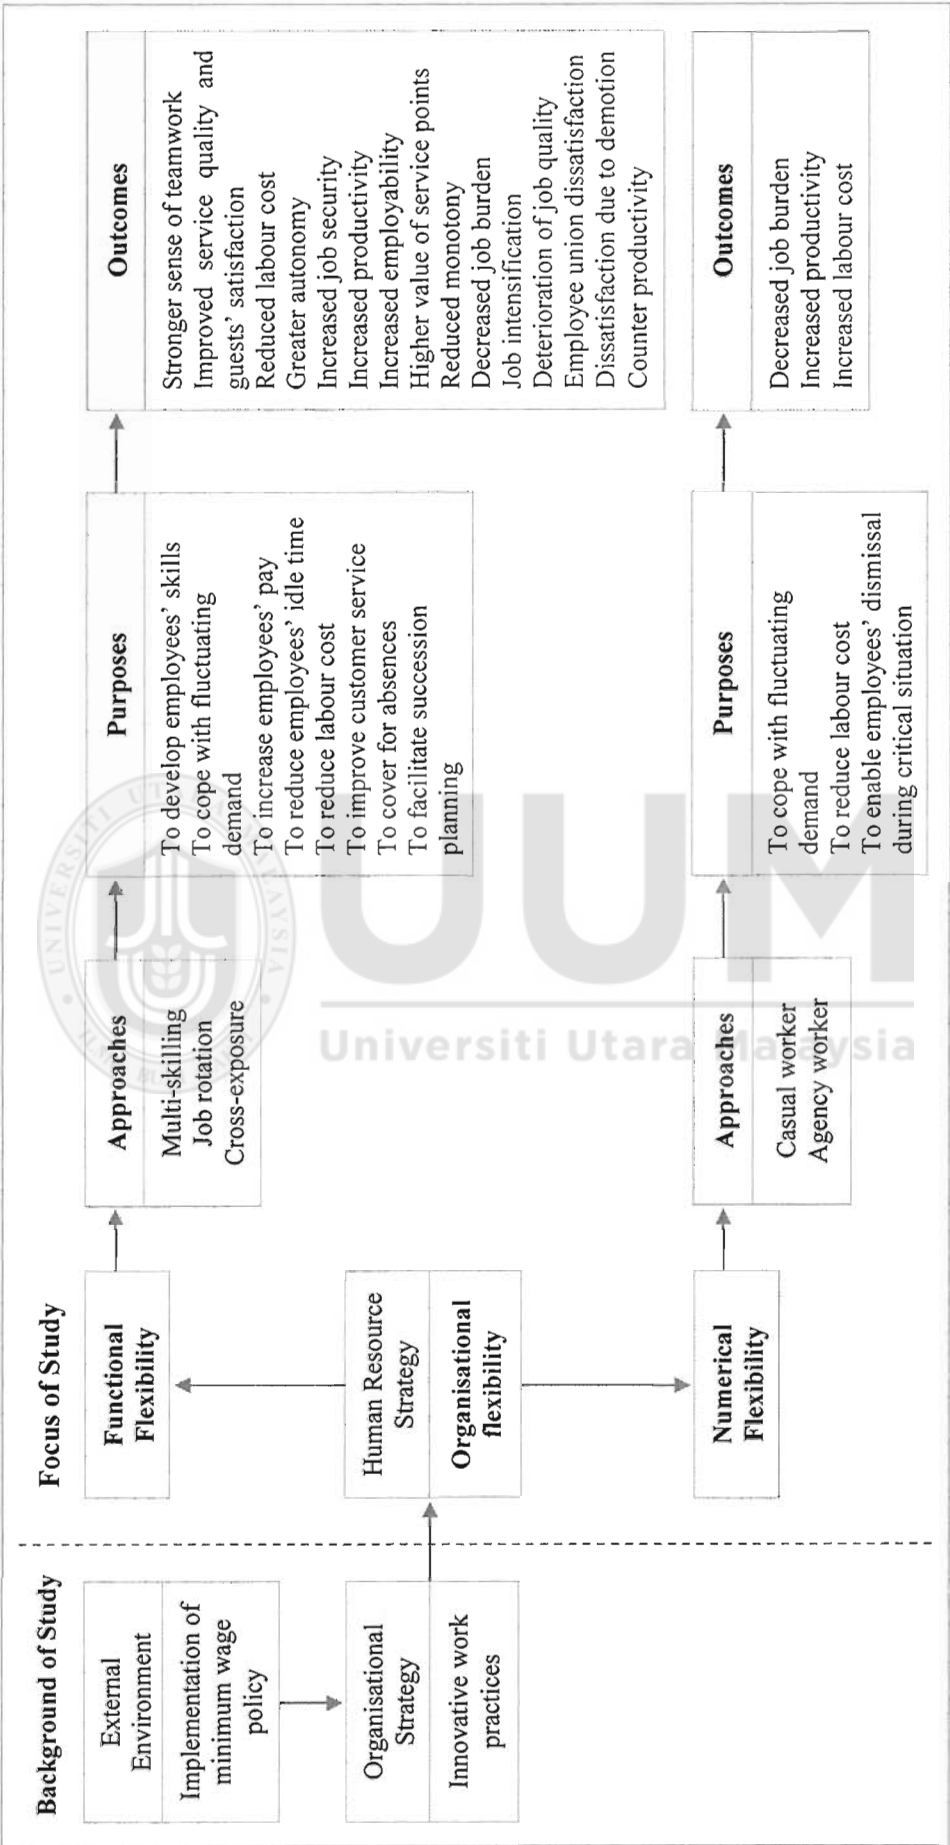 Background of Study
External
Environment
Implementation of
minimum wage
policy
Organisational
Strategy
Innovative work
practices
Focus of Study
Functional
Flexibility
Human Resource
Strategy
Organisational
flexibility
Numerical
Flexibility
Approaches
Multi-skilling
Job rotation
Cross-exposure
Purposes
To develop employees' skills
To cope with fluctuating
demand
To increase employees' pay
To reduce employees' idle time
To reduce labour cost
To improve customer service
To cover for absences
To facilitate succession
planning
Outcomes
Stronger sense of teamwork
Improved service quality and
guests' satisfaction
Reduced labour cost
Greater autonomy
Increased job security
Increased productivity
Increased employability
Higher value of service points
Reduced monotony
Decreased job burden
Job intensification
Deterioration of job quality
Employee union dissatisfaction
Dissatisfaction due to demotion
Counter productivity
Approaches
Casual worker
Agency worker
Purposes
To cope with fluctuating
demand
To reduce labour cost
To enable employees' dismissal
during critical situation
Outcomes
Decreased job burden
Increased productivity
Increased labour cost
UUM
Universiti Utara Malaysia